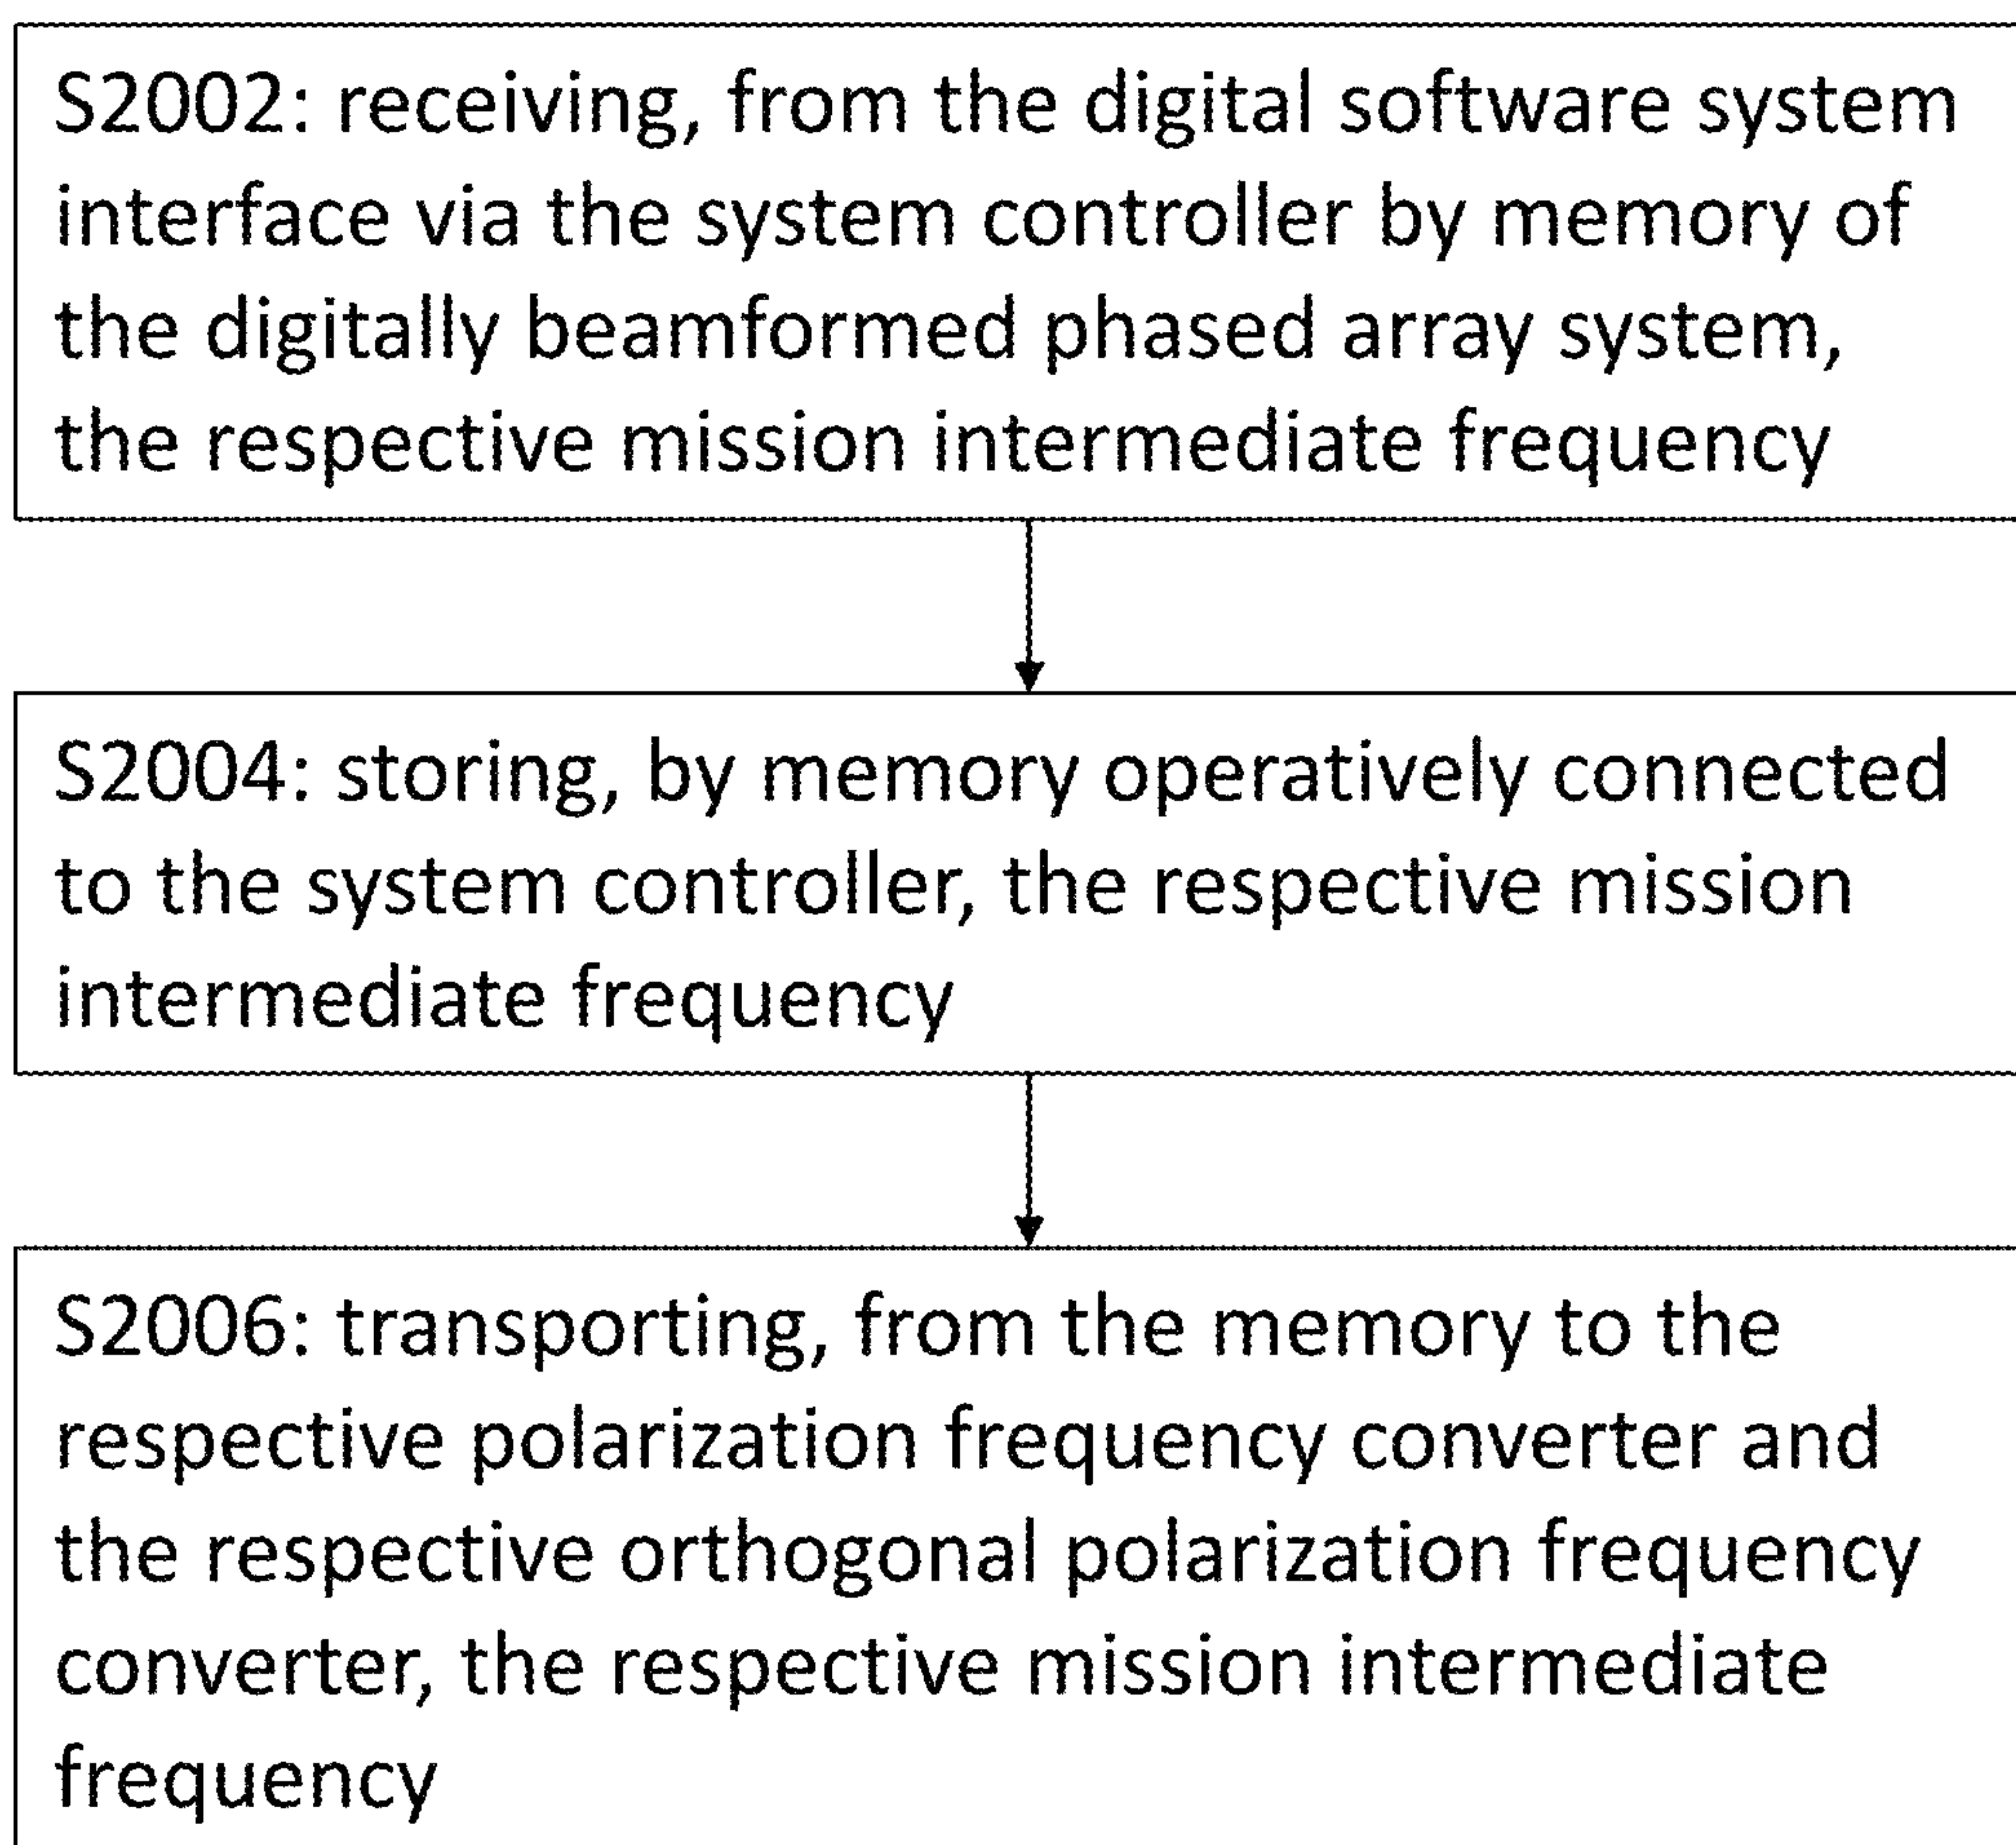 S2002: receiving, from the digital software system
interface via the system controller by memory of
the digitally beamformed phased array system,
the respective mission intermediate frequency
S2004: storing, by memory operatively connected
to the system controller, the respective mission
intermediate frequency
S2006: transporting, from the memory to the
respective polarization frequency converter and
the respective orthogonal polarization frequency
converter, the respective mission intermediate
frequency